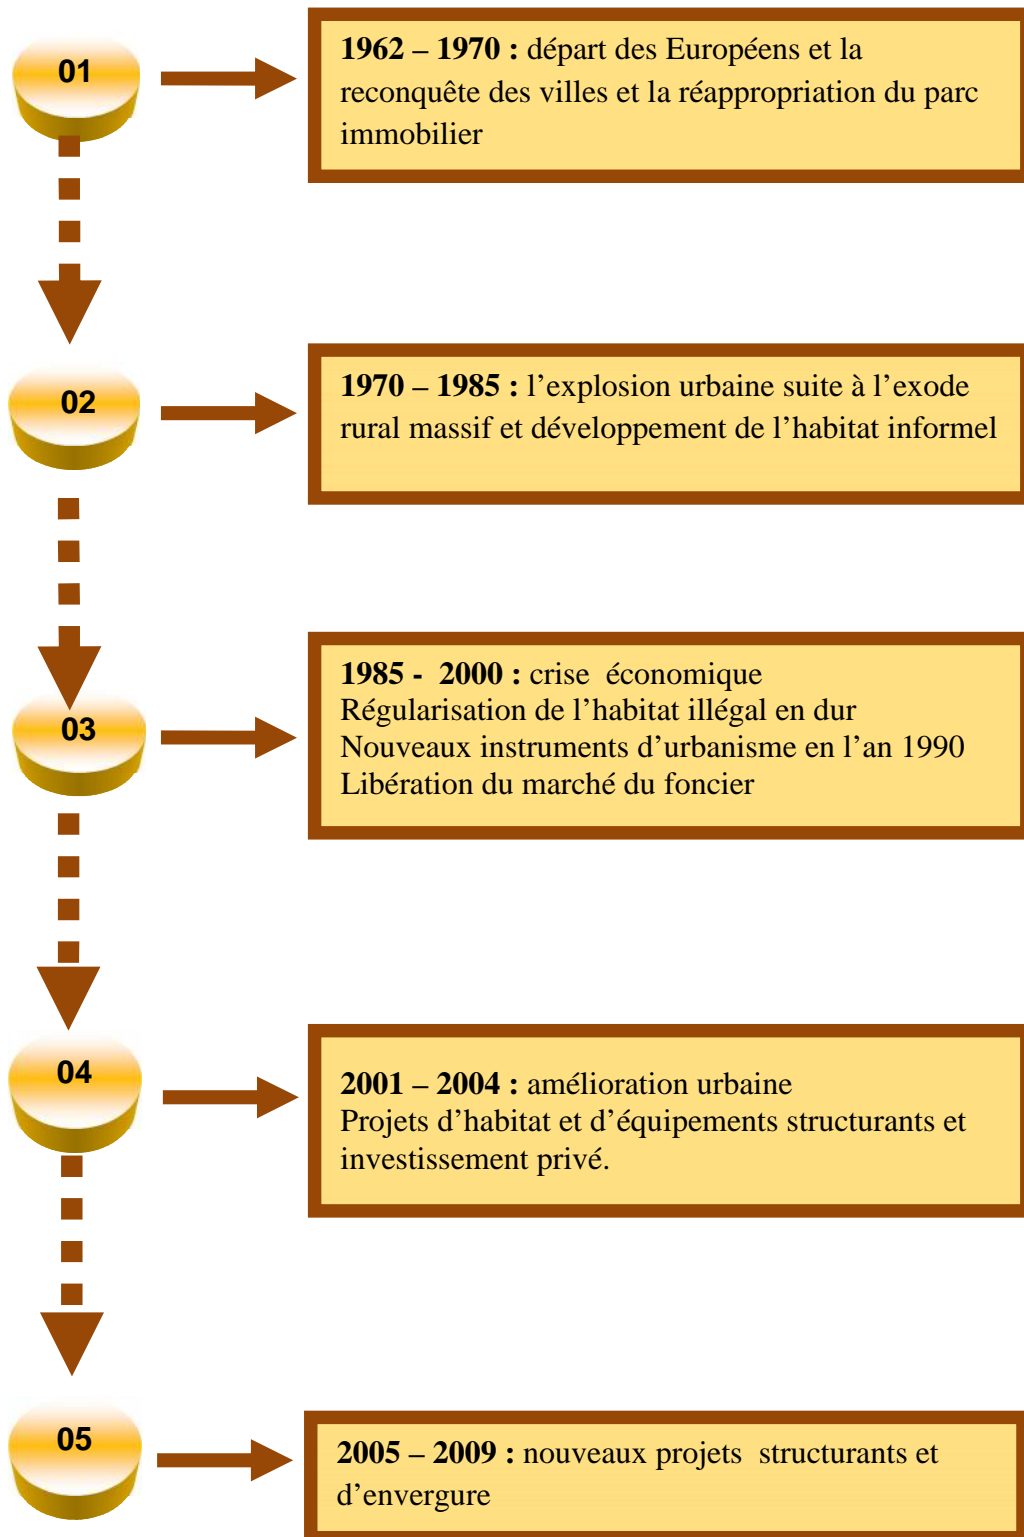 01
1962 – 1970 : départ des Européens et la
reconquête des villes et la réappropriation du parc
immobilier
02
1970 – 1985 : l’explosion urbaine suite à l’exode
rural massif et développement de l’habitat informel
03
1985 - 2000 : crise économique
Régularisation de l’habitat illégal en dur
Nouveaux instruments d’urbanisme en l’an 1990
Libération du marché du foncier
04
2001 – 2004 : amélioration urbaine
Projets d’habitat et d’équipements structurants et
investissement privé.
05
2005 – 2009 : nouveaux projets structurants et
d’envergure